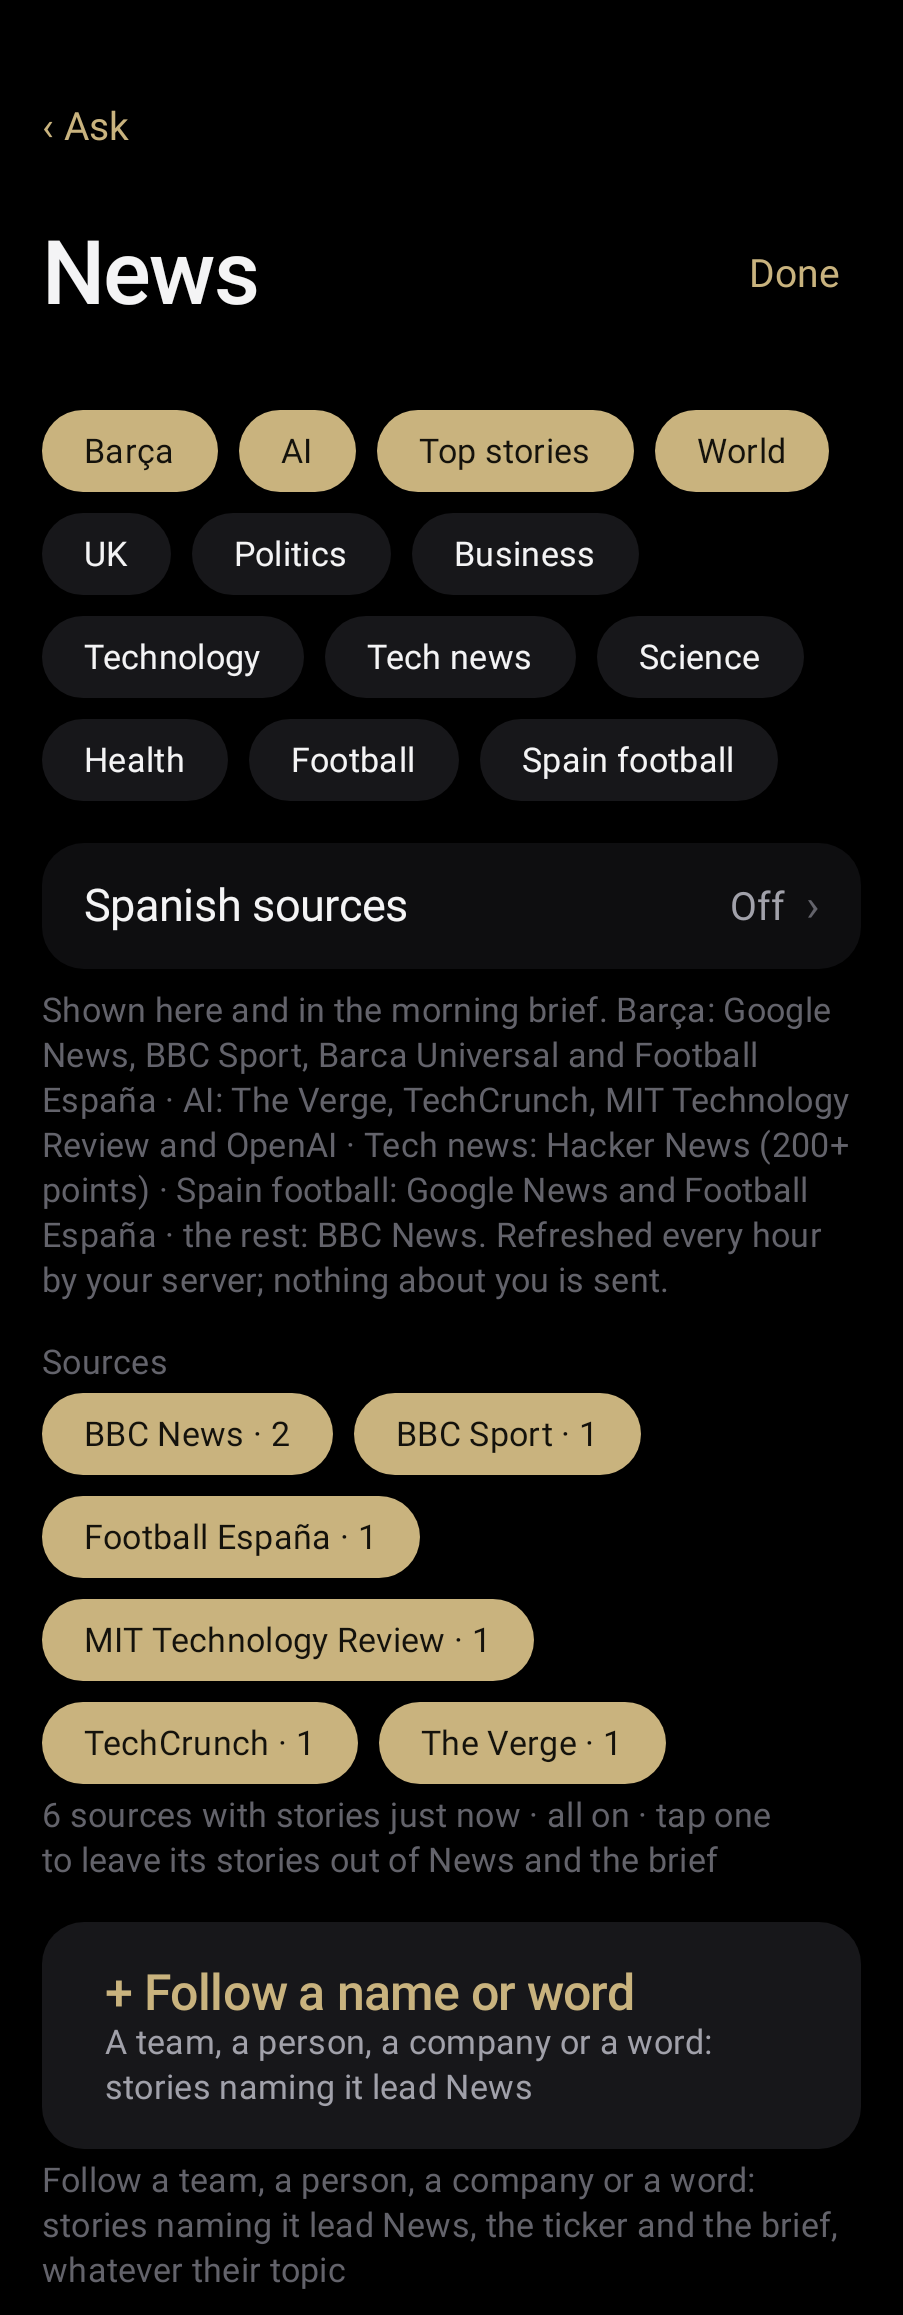 ‹ Ask
News
Done
Barça AI Top stories World
UK Politics Business
Technology Tech news Science
Health Football Spain football
Spanish sources Off ›
Shown here and in the morning brief. Barça: Google
News, BBC Sport, Barca Universal and Football
España · AI: The Verge, TechCrunch, MIT Technology
Review and OpenAI · Tech news: Hacker News (200+
points) · Spain football: Google News and Football
España · the rest: BBC News. Refreshed every hour
by your server; nothing about you is sent.
Sources
BBC News · 2 BBC Sport · 1
Football España · 1
MIT Technology Review · 1
TechCrunch · 1 The Verge · 1
6 sources with stories just now · all on · tap one
to leave its stories out of News and the brief
+ Follow a name or word
A team, a person, a company or a word:
stories naming it lead News
Follow a team, a person, a company or a word:
stories naming it lead News, the ticker and the brief,
whatever their topic